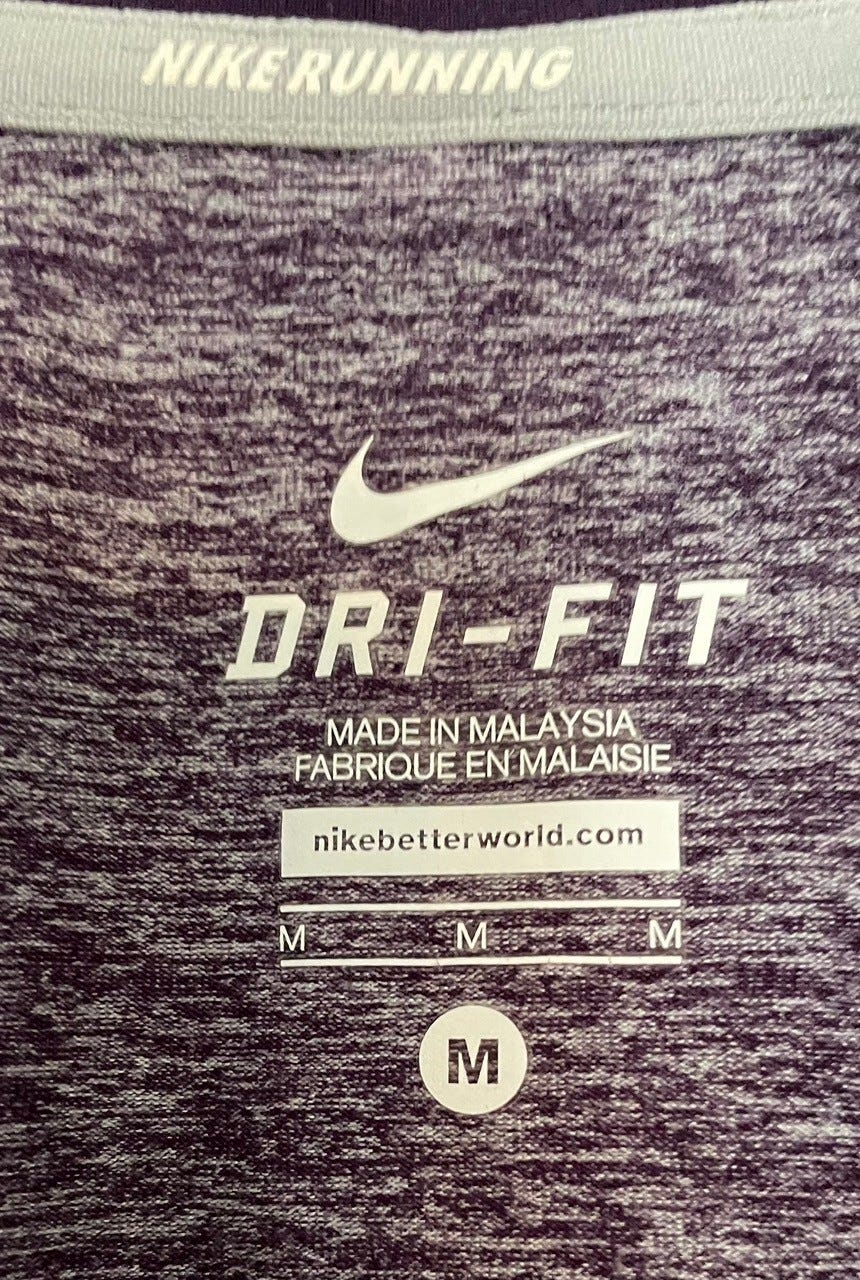 NIKE RUNNING
DRI-FIT
MADE IN MALAYSIA
FABRIQUE EN MALAISIE
nikebetterworld.com
M M M
M